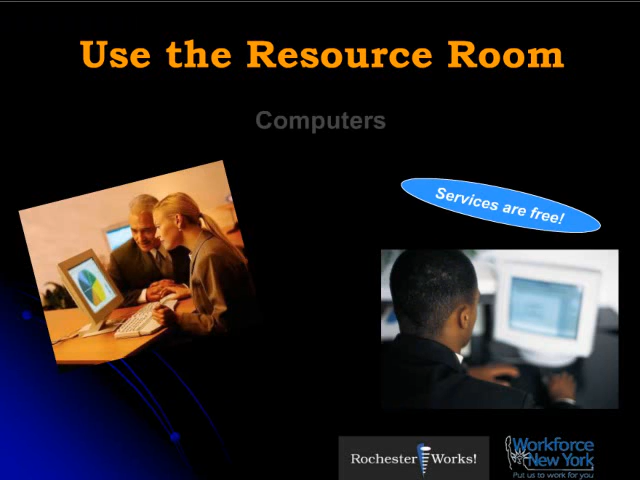 Use the Resource Room
Computers
Services are free!
Rochester Works!
Workforce
New York
Put us to work for you